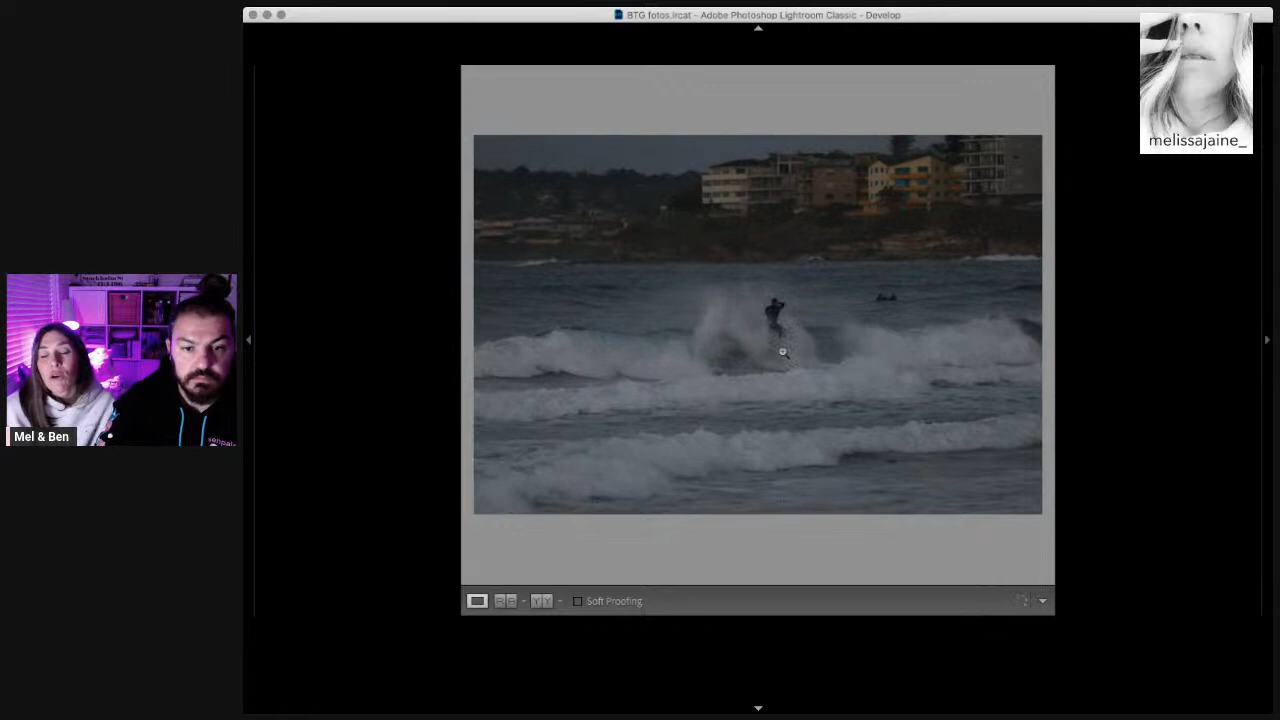 BTG fotos.lrcat - Adobe Photoshop Lightroom Classic - Develop
melissajaine_
Mel & Ben
Soft Proofing